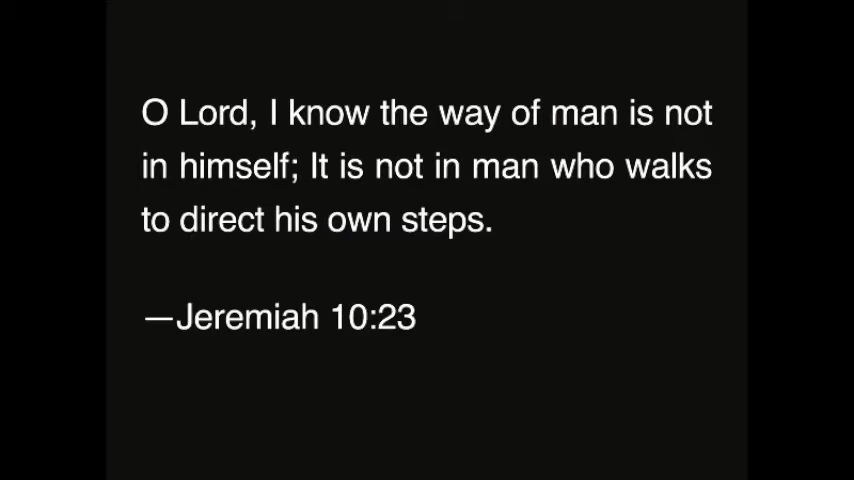 O Lord, I know the way of man is not
in himself; It is not in man who walks
to direct his own steps.
—Jeremiah 10:23